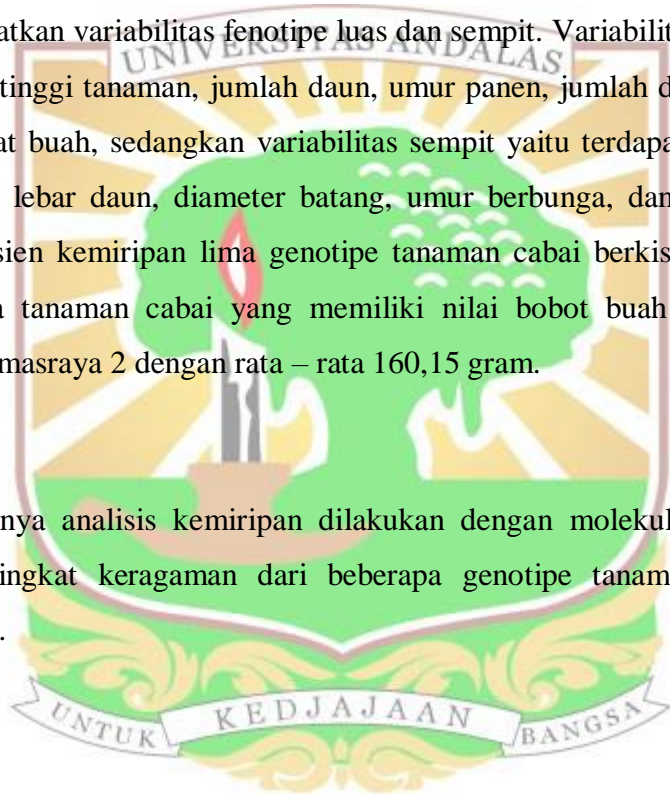 atkan variabilitas fenotipe luas dan sempit. Variabilit
UNIVERSITAS ANDALAS
tinggi tanaman, jumlah daun, umur panen, jumlah d
at buah, sedangkan variabilitas sempit yaitu terdapa
lebar daun, diameter batang, umur berbunga, dan
sien kemiripan lima genotipe tanaman cabai berkis
a tanaman cabai yang memiliki nilai bobot buah
masraya 2 dengan rata – rata 160,15 gram.
nya analisis kemiripan dilakukan dengan molekul
ingkat keragaman dari beberapa genotipe tanam
.
UNTUK KEDJAJAAN BANGSA